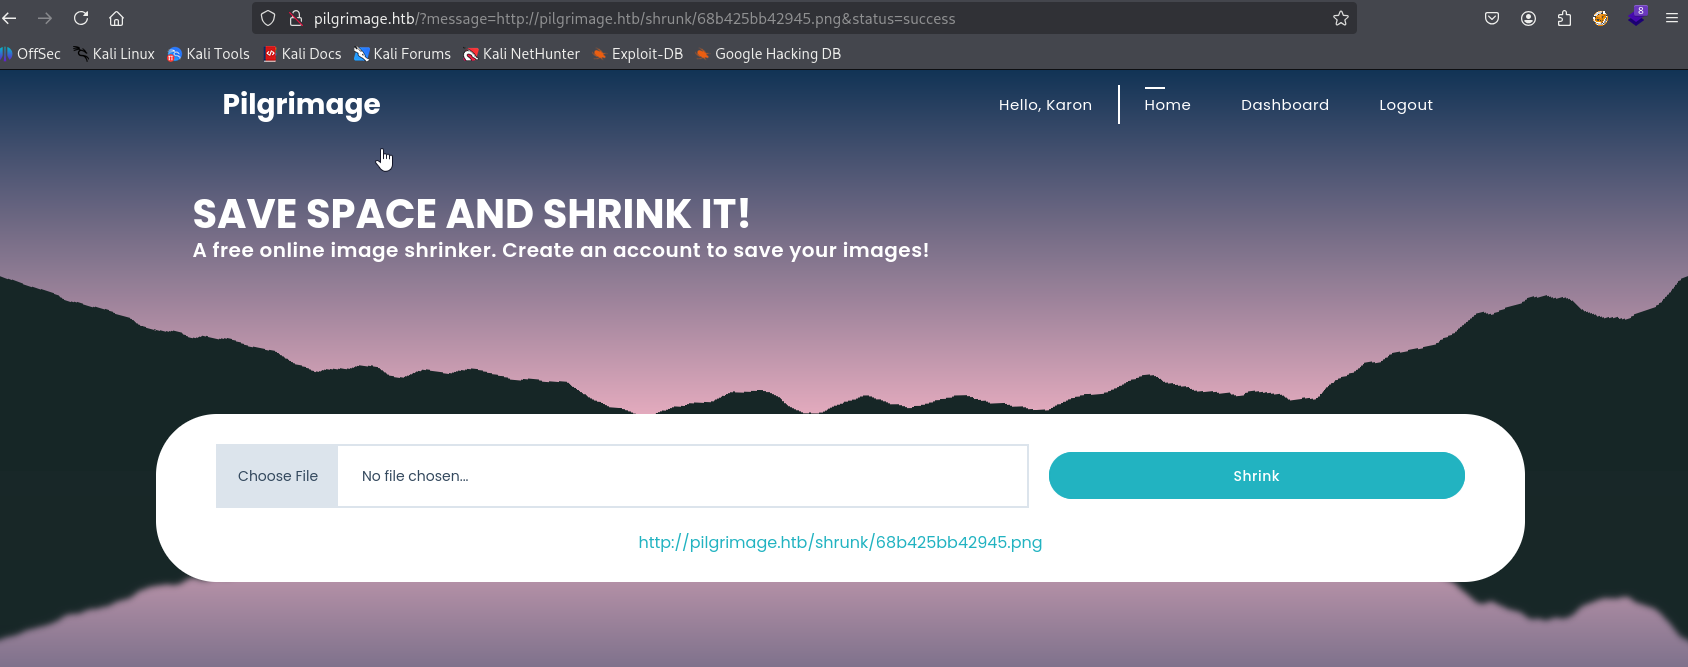 pilgrimage.htb/?message=http://pilgrimage.htb/shrunk/68b425bb42945.png&status=success
8
OffSec Kali Linux Kali Tools Kali Docs Kali Forums Kali NetHunter Exploit-DB Google Hacking DB
Pilgrimage Hello, Karon Home Dashboard Logout
SAVE SPACE AND SHRINK IT!
A free online image shrinker. Create an account to save your images!
Choose File No file chosen... Shrink
http://pilgrimage.htb/shrunk/68b425bb42945.png